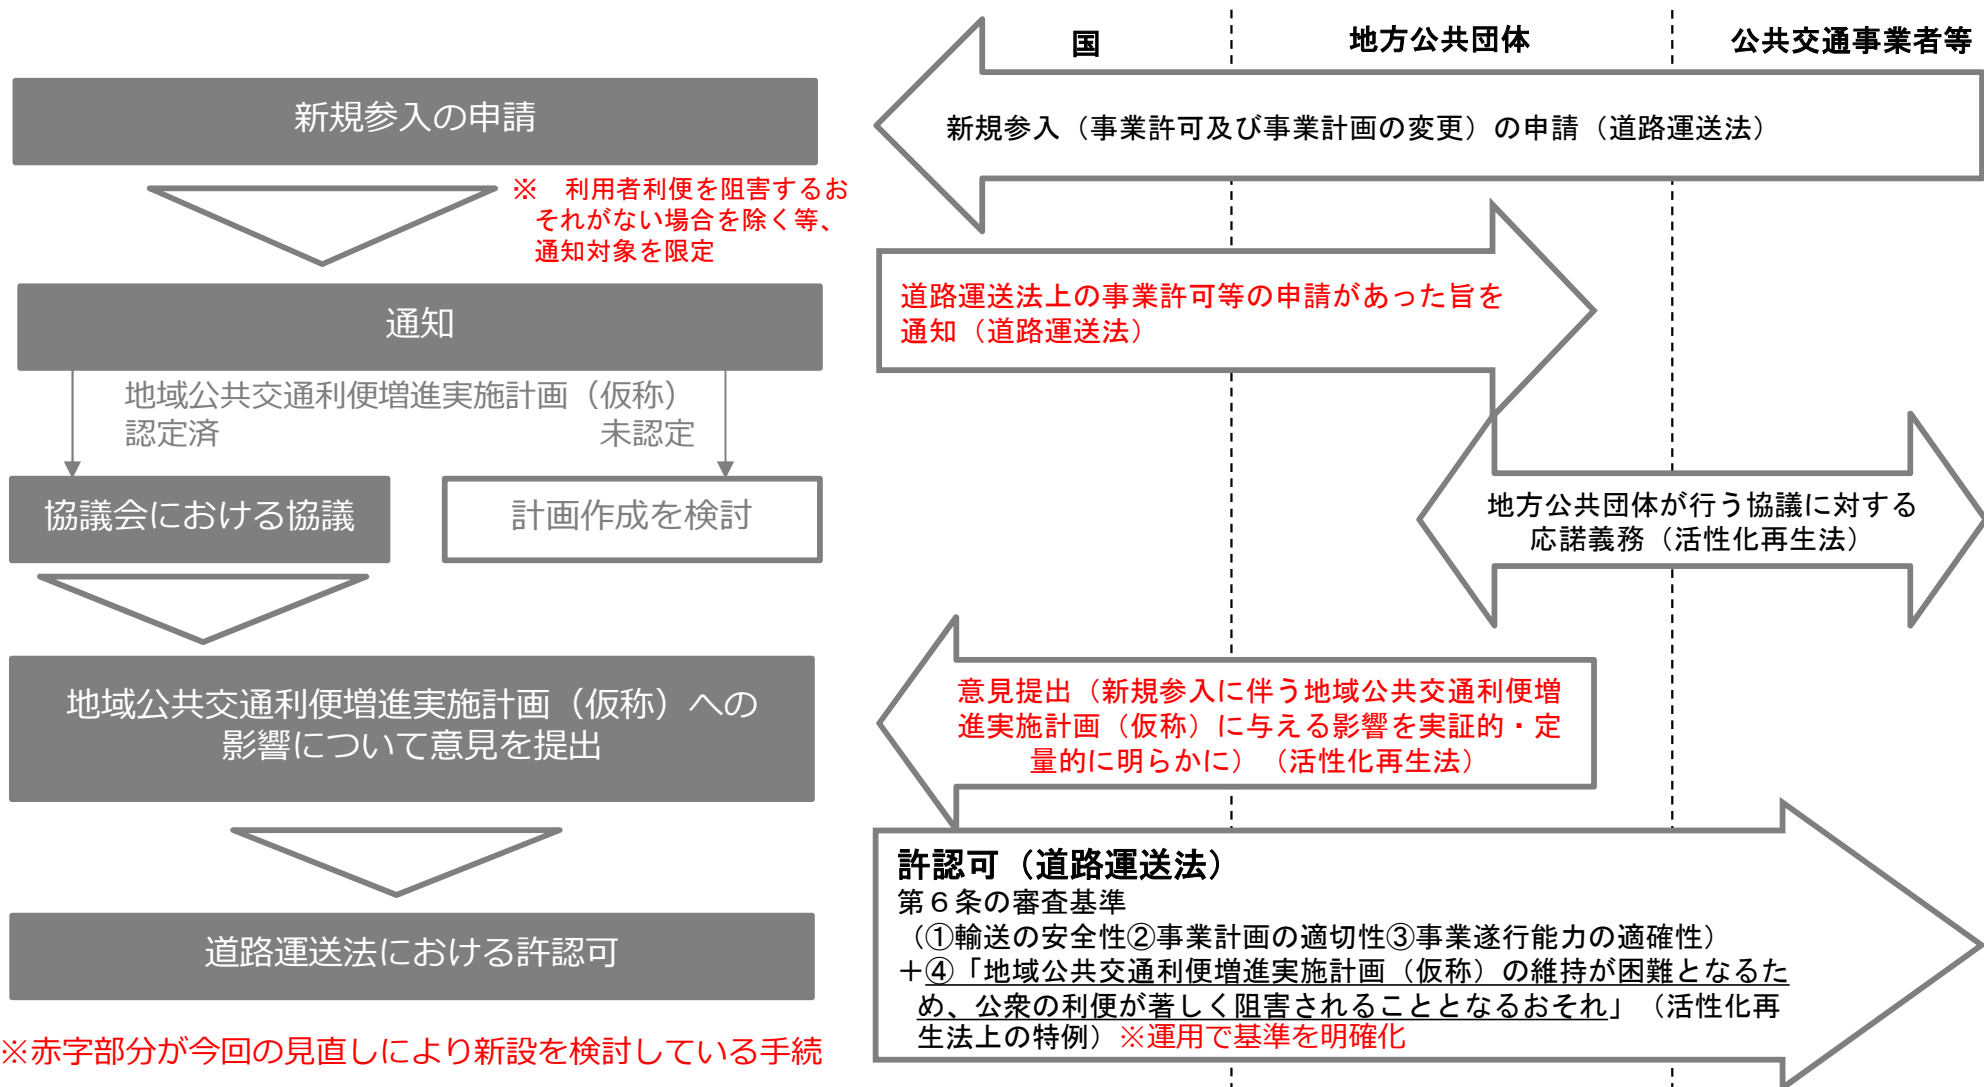 国
地方公共団体
公共交通事業者等
新規参入の申請
新規参入（事業許可及び事業計画の変更）の申請（道路運送法）
※　利用者利便を阻害するお
それがない場合を除く等、
通知対象を限定
通知
道路運送法上の事業許可等の申請があった旨を
通知（道路運送法）
地域公共交通利便増進実施計画（仮称）
認定済
未認定
協議会における協議
計画作成を検討
地方公共団体が行う協議に対する
応諾義務（活性化再生法）
地域公共交通利便増進実施計画（仮称）への
影響について意見を提出
意見提出（新規参入に伴う地域公共交通利便増
進実施計画（仮称）に与える影響を実証的・定
量的に明らかに）（活性化再生法）
道路運送法における許認可
許認可（道路運送法）
第６条の審査基準
（①輸送の安全性②事業計画の適切性③事業遂行能力の適確性）
＋④「地域公共交通利便増進実施計画（仮称）の維持が困難となるた
め、公衆の利便が著しく阻害されることとなるおそれ」（活性化再
生法上の特例）※運用で基準を明確化
※赤字部分が今回の見直しにより新設を検討している手続